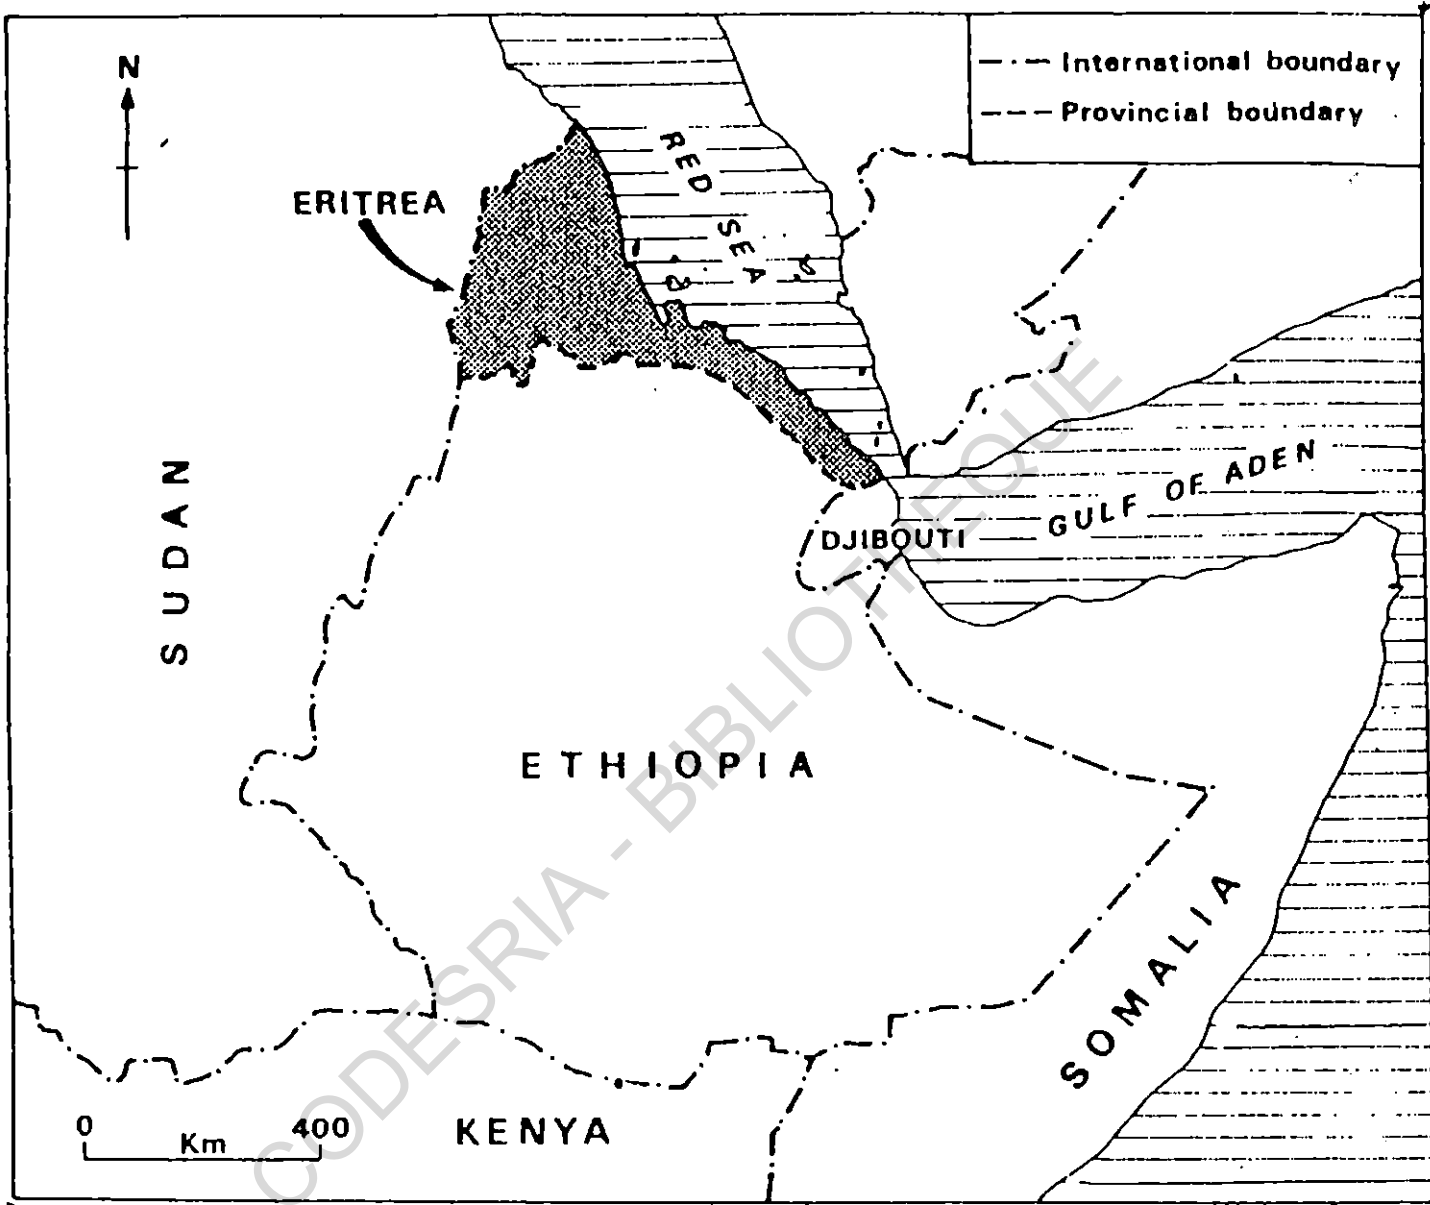 N
International boundary
Provincial boundary
RED SEA
ERITREA
SUDAN
GULF OF ADEN
DJIBOUTI
ETHIOPIA
SOMALIA
0 400
Km
KENYA
CODESRIA - BIBLIOTHEQUE